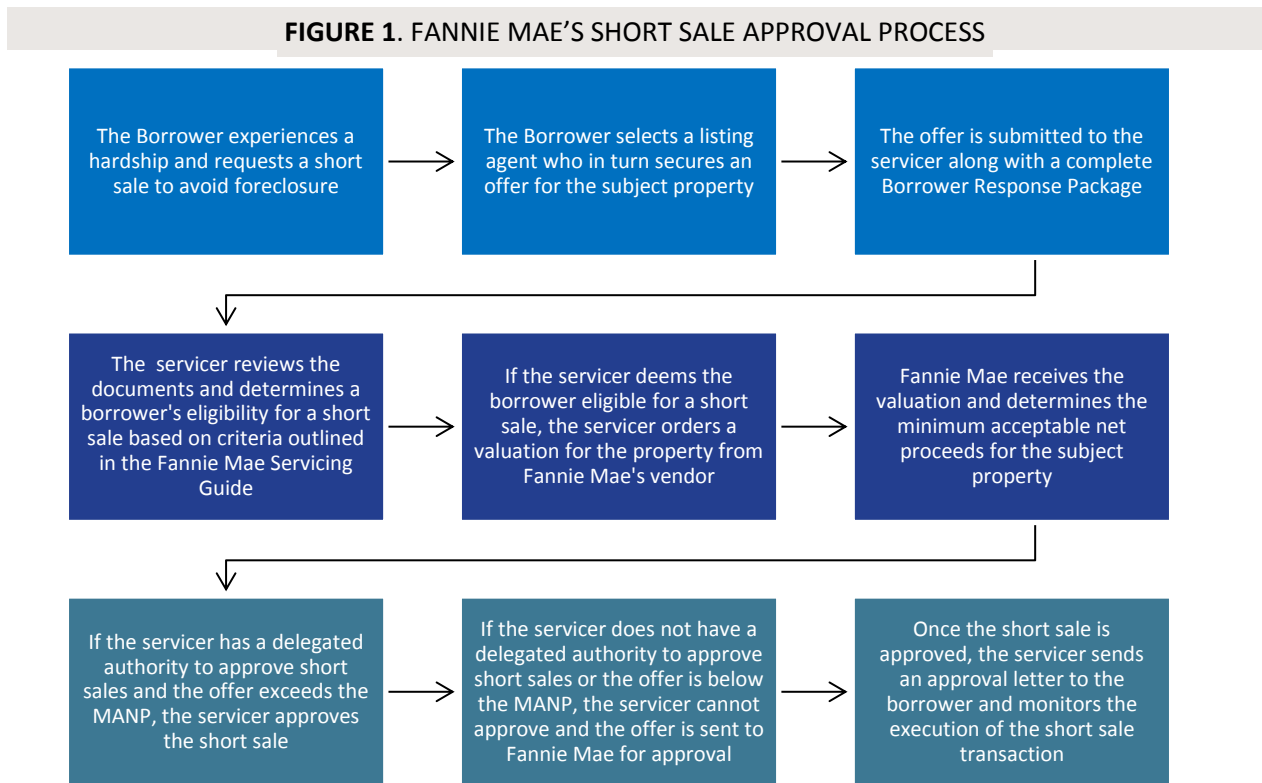 FIGURE 1. FANNIE MAE’S SHORT SALE APPROVAL PROCESS
The Borrower experiences a
hardship and requests a short
sale to avoid foreclosure
The Borrower selects a listing
agent who in turn secures an
offer for the subject property
The offer is submitted to the
servicer along with a complete
Borrower Response Package
The servicer reviews the
documents and determines a
borrower's eligibility for a short
sale based on criteria outlined
in the Fannie Mae Servicing
Guide
If the servicer deems the
borrower eligible for a short
sale, the servicer orders a
valuation for the property from
Fannie Mae's vendor
Fannie Mae receives the
valuation and determines the
minimum acceptable net
proceeds for the subject
property
If the servicer has a delegated
authority to approve short
sales and the offer exceeds the
MANP, the servicer approves
the short sale
If the servicer does not have a
delegated authority to approve
short sales or the offer is below
the MANP, the servicer cannot
approve and the offer is sent to
Fannie Mae for approval
Once the short sale is
approved, the servicer sends
an approval letter to the
borrower and monitors the
execution of the short sale
transaction